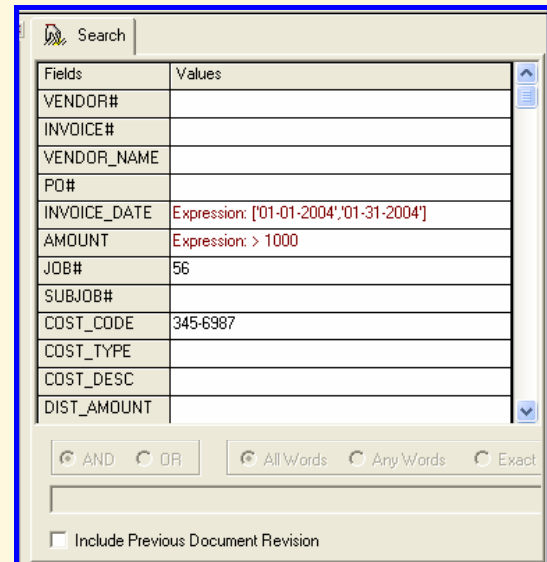 Search
Fields Values
VENDOR#
INVOICE#
VENDOR_NAME
PO#
INVOICE_DATE Expression: ['01-01-2004','01-31-2004']
AMOUNT Expression: > 1000
JOB# 56
SUBJOB#
COST_CODE 345-6987
COST_TYPE
COST_DESC
DIST_AMOUNT
AND OR All Words Any Words Exact
Include Previous Document Revision